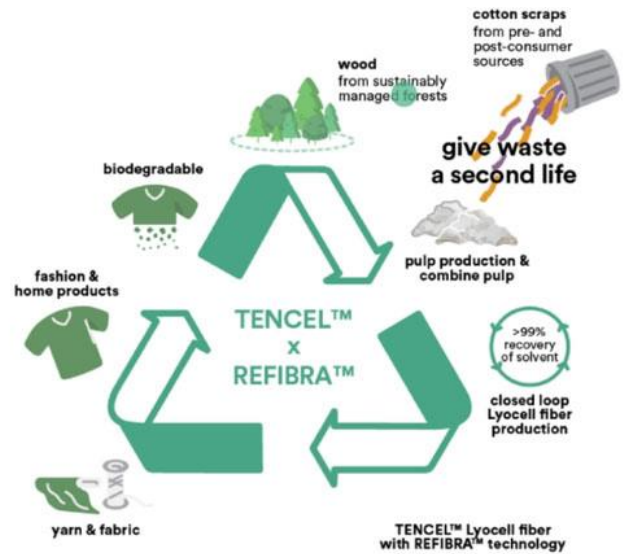 cotton scraps
from pre- and
post-consumer
sources
wood
from sustainably
managed forests
give waste
a second life
biodegradable
pulp production &
combine pulp
fashion &
home products
TENCEL™
x
REFIBRA™
>99%
recovery
of solvent
closed loop
Lyocell fiber
production
yarn & fabric
TENCEL™ Lyocell fiber
with REFIBRA™ technology